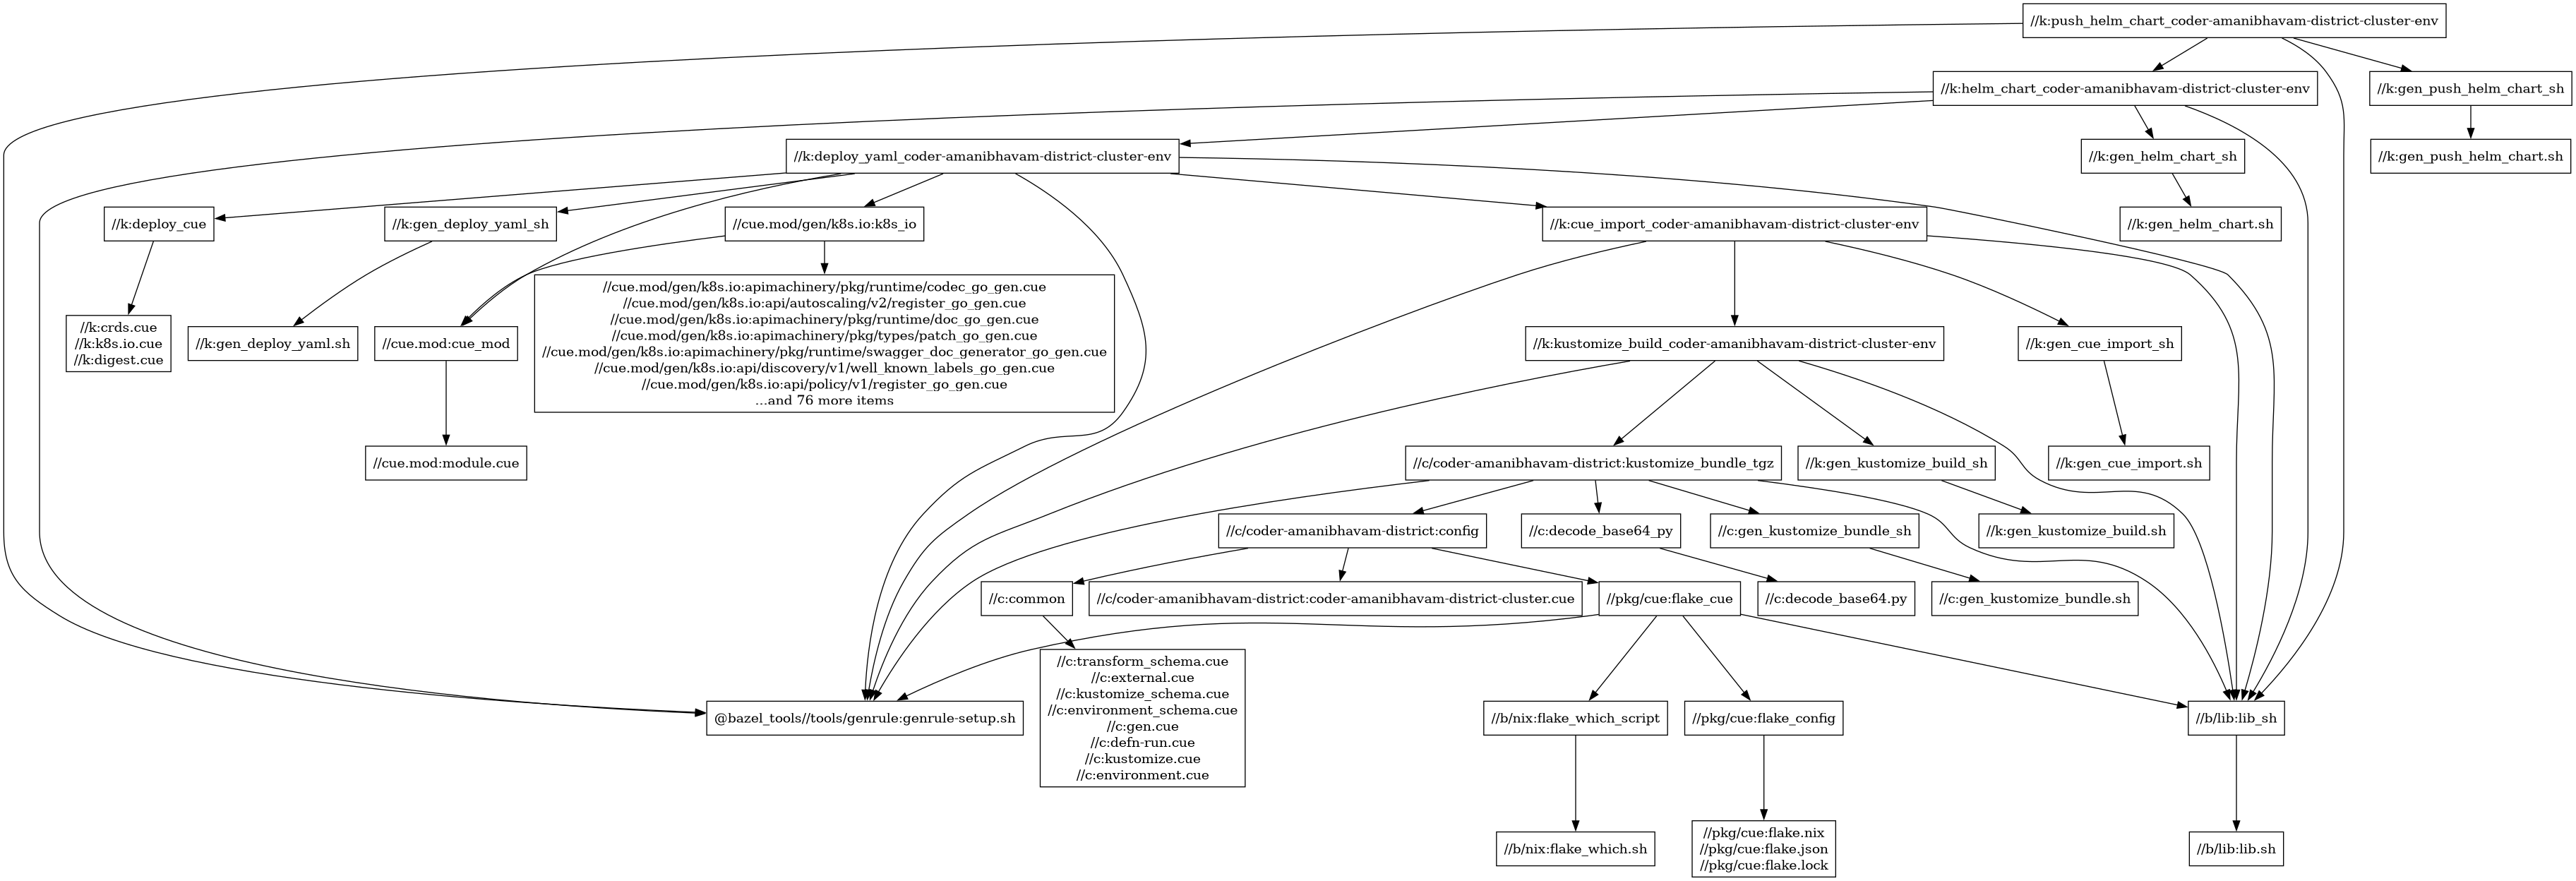 //k:push_helm_chart_coder-amanibhavam-district-cluster-env
//k:helm_chart_coder-amanibhavam-district-cluster-env
//k:gen_push_helm_chart_sh
//k:deploy_yaml_coder-amanibhavam-district-cluster-env
//k:gen_helm_chart_sh
//k:gen_push_helm_chart.sh
//k:deploy_cue
//k:gen_deploy_yaml_sh
//cue.mod/gen/k8s.io:k8s_io
//k:cue_import_coder-amanibhavam-district-cluster-env
//k:gen_helm_chart.sh
//k:crds.cue
//k:k8s.io.cue
//k:digest.cue
//k:gen_deploy_yaml.sh
//cue.mod:cue_mod
//cue.mod/gen/k8s.io:apimachinery/pkg/runtime/codec_go_gen.cue
//cue.mod/gen/k8s.io:api/autoscaling/v2/register_go_gen.cue
//cue.mod/gen/k8s.io:apimachinery/pkg/runtime/doc_go_gen.cue
//cue.mod/gen/k8s.io:apimachinery/pkg/types/patch_go_gen.cue
//cue.mod/gen/k8s.io:apimachinery/pkg/runtime/swagger_doc_generator_go_gen.cue
//cue.mod/gen/k8s.io:api/discovery/v1/well_known_labels_go_gen.cue
//cue.mod/gen/k8s.io:api/policy/v1/register_go_gen.cue
...and 76 more items
//k:kustomize_build_coder-amanibhavam-district-cluster-env
//k:gen_cue_import_sh
//cue.mod:module.cue
//c/coder-amanibhavam-district:kustomize_bundle_tgz
//k:gen_kustomize_build_sh
//k:gen_cue_import.sh
//c/coder-amanibhavam-district:config
//c:decode_base64_py
//c:gen_kustomize_bundle_sh
//k:gen_kustomize_build.sh
//c:common
//c/coder-amanibhavam-district:coder-amanibhavam-district-cluster.cue
//pkg/cue:flake_cue
//c:decode_base64.py
//c:gen_kustomize_bundle.sh
@bazel_tools//tools/genrule:genrule-setup.sh
//c:transform_schema.cue
//c:external.cue
//c:kustomize_schema.cue
//c:environment_schema.cue
//c:gen.cue
//c:defn-run.cue
//c:kustomize.cue
//c:environment.cue
//b/nix:flake_which_script
//pkg/cue:flake_config
//b/lib:lib_sh
//b/nix:flake_which.sh
//pkg/cue:flake.nix
//pkg/cue:flake.json
//pkg/cue:flake.lock
//b/lib:lib.sh